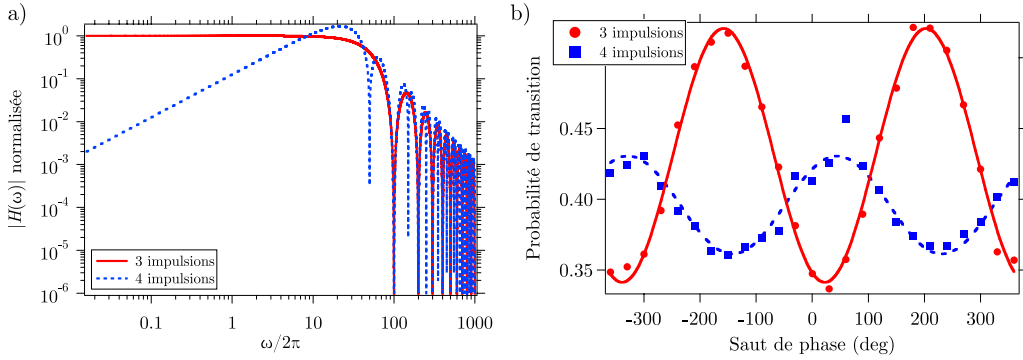 a)
|H(ω)| normalisée
10⁰
10⁻¹
10⁻²
10⁻³
10⁻⁴
10⁻⁵
10⁻⁶
3 impulsions
4 impulsions
0.1 1 10 100 1000
ω/2π
b)
3 impulsions
4 impulsions
Probabilité de transition
0.45
0.40
0.35
-300 -200 -100 0 100 200 300
Saut de phase (deg)